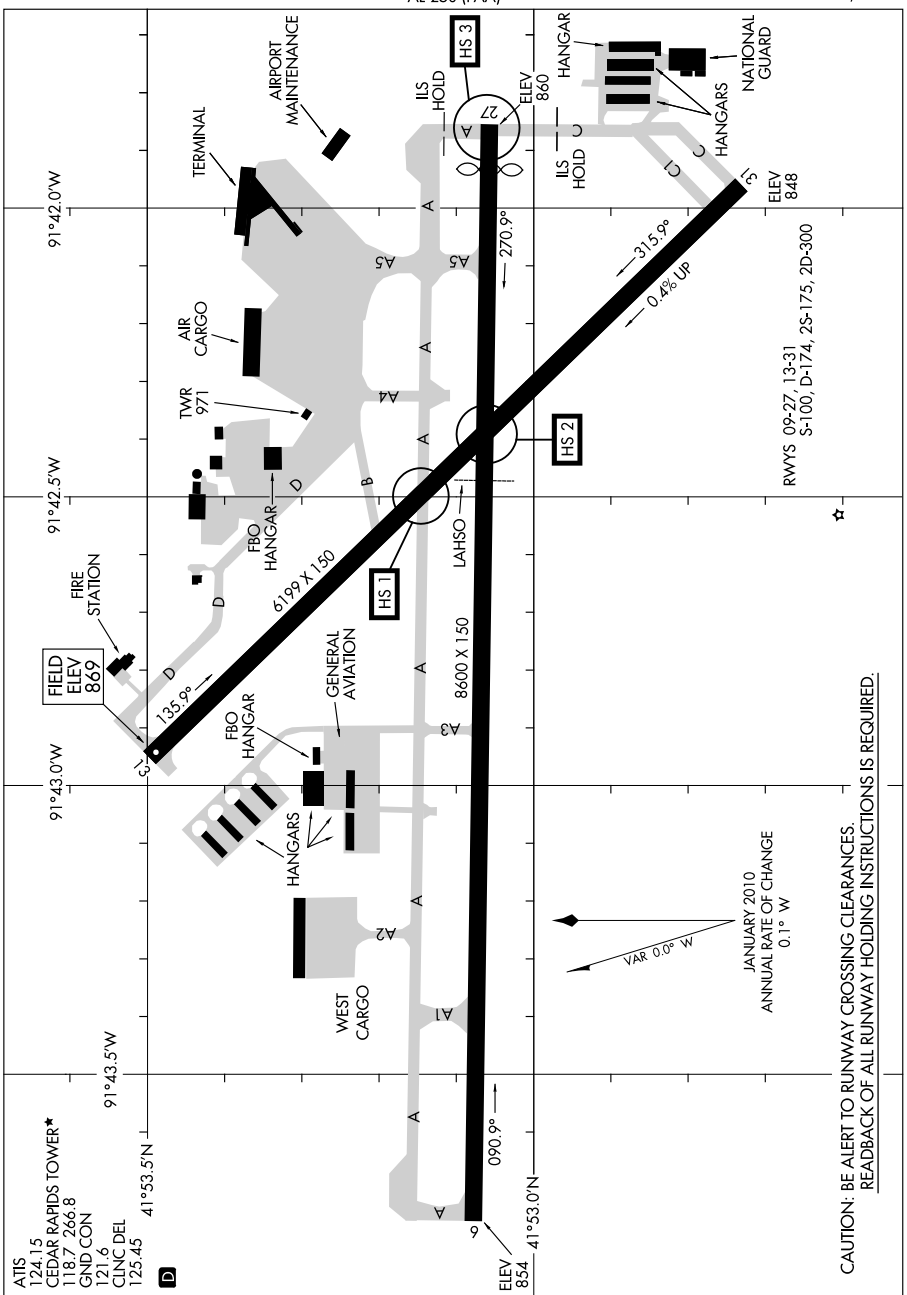 AL-256 (FAA)
ATIS
124.15
CEDAR RAPIDS TOWER★
118.7 266.8
GND CON
121.6
CLNC DEL
125.45
D
41°53.5'N
41°53.0'N
91°43.5'W
91°43.0'W
91°42.5'W
91°42.0'W
FIELD
ELEV
869
FIRE
STATION
13
135.9°
D
D
D
6199 X 150
FBO
HANGAR
TWR
971
AIR
CARGO
TERMINAL
AIRPORT
MAINTENANCE
HANGARS
FBO
HANGAR
GENERAL
AVIATION
WEST
CARGO
B
HS 1
HS 2
HS 3
A
A
A
A
A
A
A
A
A
A1
A2
A3
A4
A5
A5
ILS
HOLD
ELEV
860
27
ILS
HOLD
C
C
C1
HANGAR
HANGARS
NATIONAL
GUARD
LAHSO
8600 X 150
270.9°
090.9°
9
ELEV
854
315.9°
0.4% UP
31
ELEV
848
RWYS 09-27, 13-31
S-100, D-174, 2S-175, 2D-300
VAR 0.0° W
JANUARY 2010
ANNUAL RATE OF CHANGE
0.1° W
CAUTION: BE ALERT TO RUNWAY CROSSING CLEARANCES.
READBACK OF ALL RUNWAY HOLDING INSTRUCTIONS IS REQUIRED.